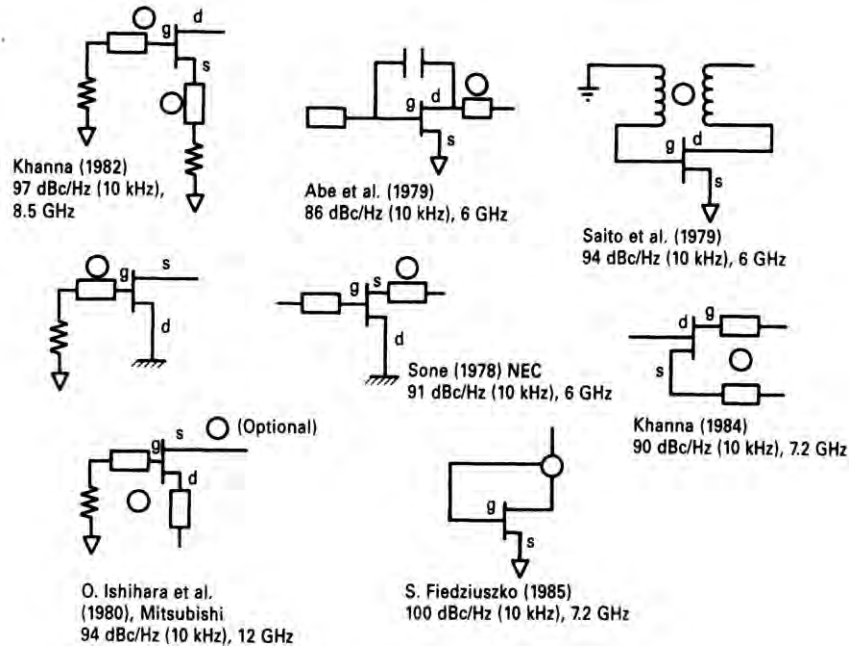 g
d
s
Khanna (1982)
97 dBc/Hz (10 kHz),
8.5 GHz
g
d
s
Abe et al. (1979)
86 dBc/Hz (10 kHz), 6 GHz
g
d
s
Saito et al. (1979)
94 dBc/Hz (10 kHz), 6 GHz
g
s
d
g
s
d
Sone (1978) NEC
91 dBc/Hz (10 kHz), 6 GHz
d
g
s
Khanna (1984)
90 dBc/Hz (10 kHz), 7.2 GHz
(Optional)
g
s
d
O. Ishihara et al.
(1980), Mitsubishi
94 dBc/Hz (10 kHz), 12 GHz
g
s
S. Fiedziuszko (1985)
100 dBc/Hz (10 kHz), 7.2 GHz